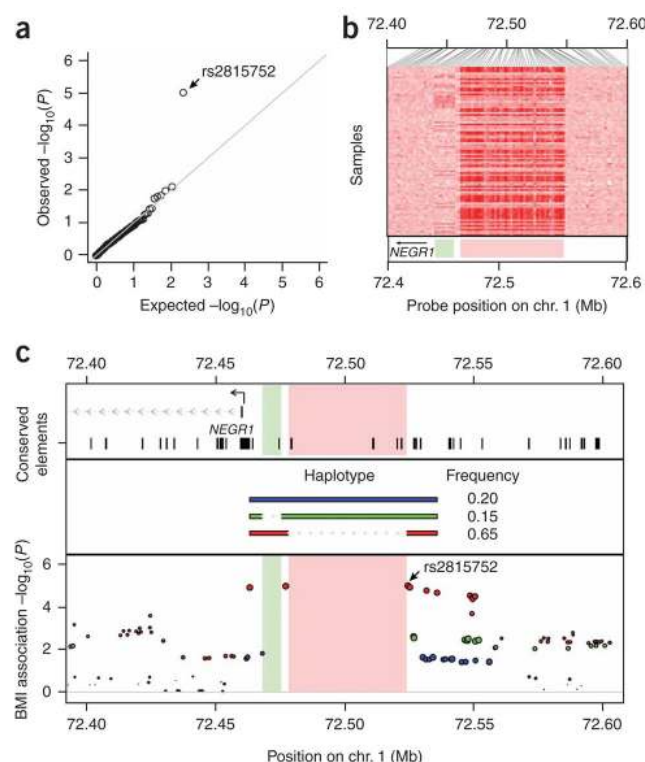 a
6
5
4
3
2
1
0
Observed –log10(P)
rs2815752
0 1 2 3 4 5 6
Expected –log10(P)
b
72.40 72.50 72.60
Samples
NEGR1
72.4 72.5 72.6
Probe position on chr. 1 (Mb)
c
72.40 72.45 72.50 72.55 72.60
Conserved elements
NEGR1
Haplotype Frequency
0.20
0.15
0.65
BMI association –log10(P)
6
4
2
0
rs2815752
72.40 72.45 72.50 72.55 72.60
Position on chr. 1 (Mb)